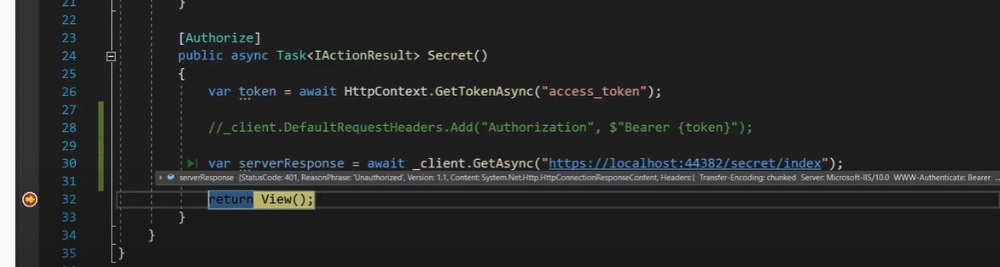 21 }
22
23 [Authorize]
24 public async Task<IActionResult> Secret()
25 {
26 var token = await HttpContext.GetTokenAsync("access_token");
27
28 //_client.DefaultRequestHeaders.Add("Authorization", $"Bearer {token}");
29
30 var serverResponse = await _client.GetAsync("https://localhost:44382/secret/index");
31 serverResponse {StatusCode: 401, ReasonPhrase: 'Unauthorized', Version: 1.1, Content: System.Net.Http.HttpConnectionResponseContent, Headers:{ Transfer-Encoding: chunked Server: Microsoft-IIS/10.0 WWW-Authenticate: Bearer ...
32 return View();
33 }
34 }
35 }